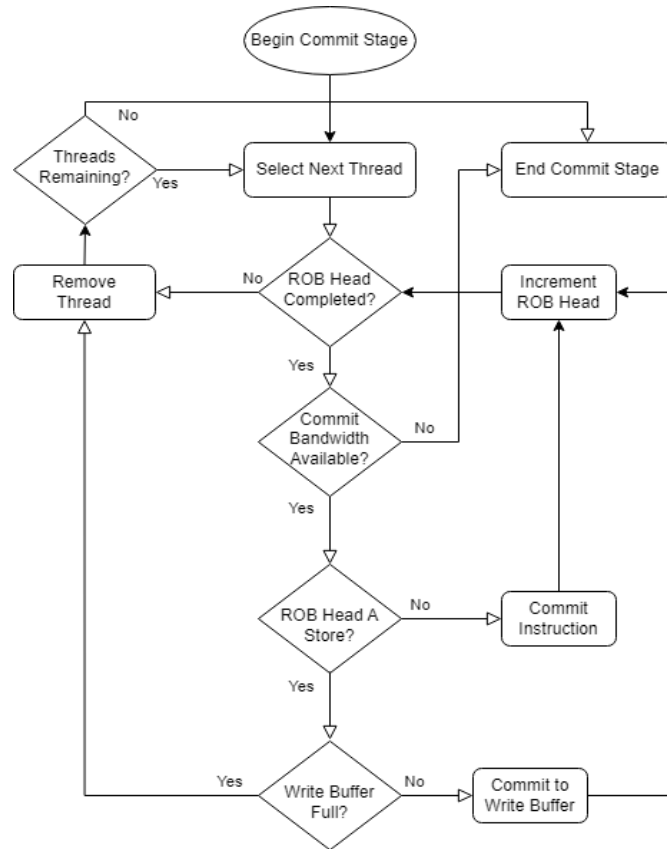 Begin Commit Stage
No
Threads
Remaining?
Yes
Select Next Thread
End Commit Stage
Remove
Thread
No
ROB Head
Completed?
Increment
ROB Head
Yes
Commit
Bandwidth
Available?
No
Yes
ROB Head A
Store?
No
Commit
Instruction
Yes
Yes
Write Buffer
Full?
No
Commit to
Write Buffer